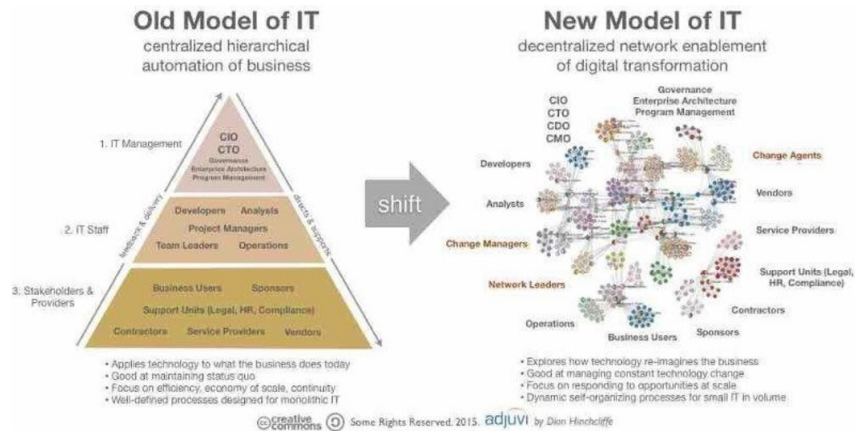 Old Model of IT
centralized hierarchical
automation of business
1. IT Management
CIO
CTO
Governance
Enterprise Architecture
Program Management
feedback & delivery
directs & supports
2. IT Staff
Developers Analysts
Project Managers
Team Leaders Operations
3. Stakeholders &
Providers
Business Users Sponsors
Support Units (Legal, HR, Compliance)
Contractors Service Providers Vendors
• Applies technology to what the business does today
• Good at maintaining status quo
• Focus on efficiency, economy of scale, continuity
• Well-defined processes designed for monolithic IT
shift
New Model of IT
decentralized network enablement
of digital transformation
CIO
CTO
CDO
CMO
Governance
Enterprise Architecture
Program Management
Developers
Change Agents
Analysts
Vendors
Change Managers
Service Providers
Network Leaders
Support Units (Legal,
HR, Compliance)
Operations
Contractors
Business Users
Sponsors
• Explores how technology re-imagines the business
• Good at managing constant technology change
• Focus on responding to opportunities at scale
• Dynamic self-organizing processes for small IT in volume
cc creative commons Some Rights Reserved. 2015. adjuvi by Dion Hinchcliffe